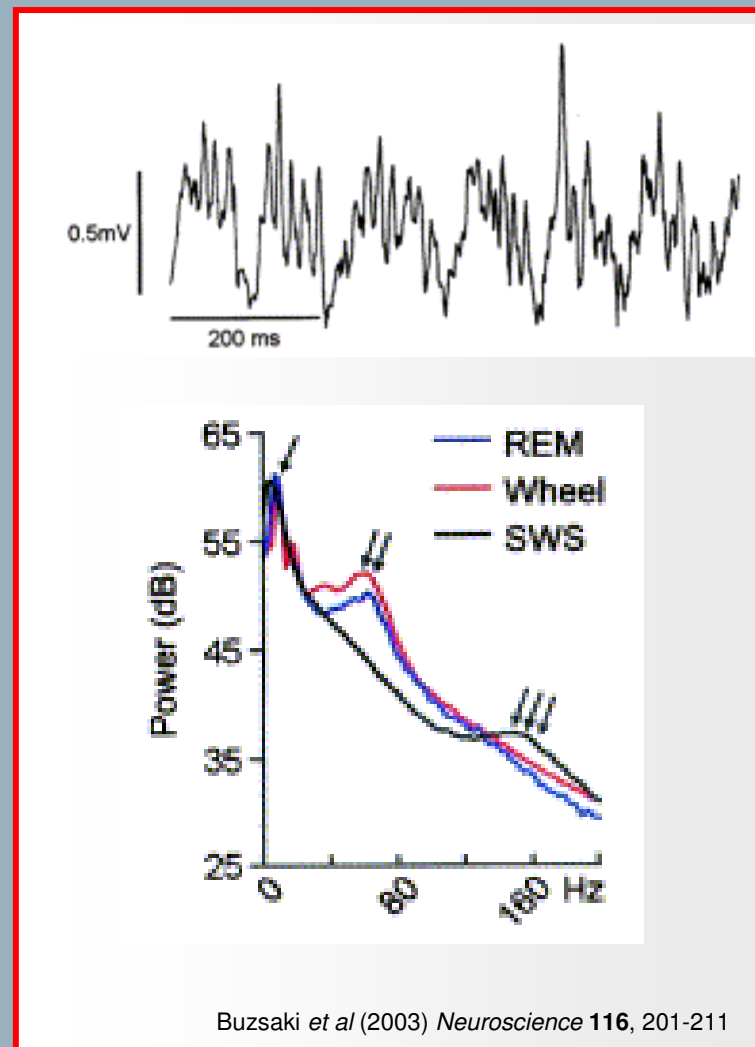 0.5mV
200 ms
65
55
45
35
25
Power (dB)
REM
Wheel
SWS
0
80
160
Hz
Buzsaki et al (2003) Neuroscience 116, 201-211